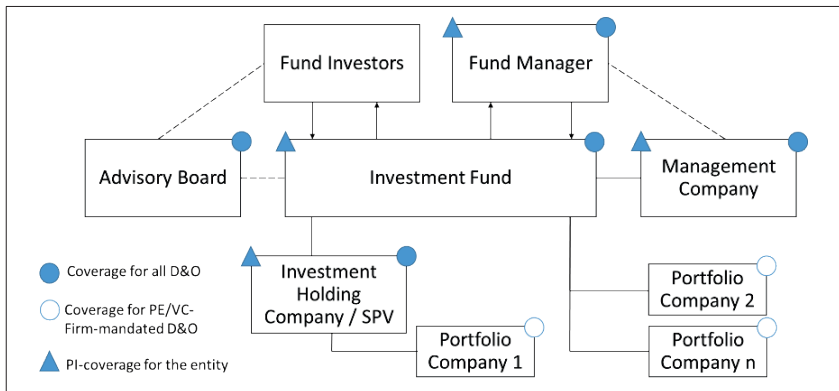 Fund Investors
Fund Manager
Advisory Board
Investment Fund
Management
Company
Coverage for all D&O
Coverage for PE/VC-
Firm-mandated D&O
PI-coverage for the entity
Investment
Holding
Company / SPV
Portfolio
Company 1
Portfolio
Company 2
Portfolio
Company n